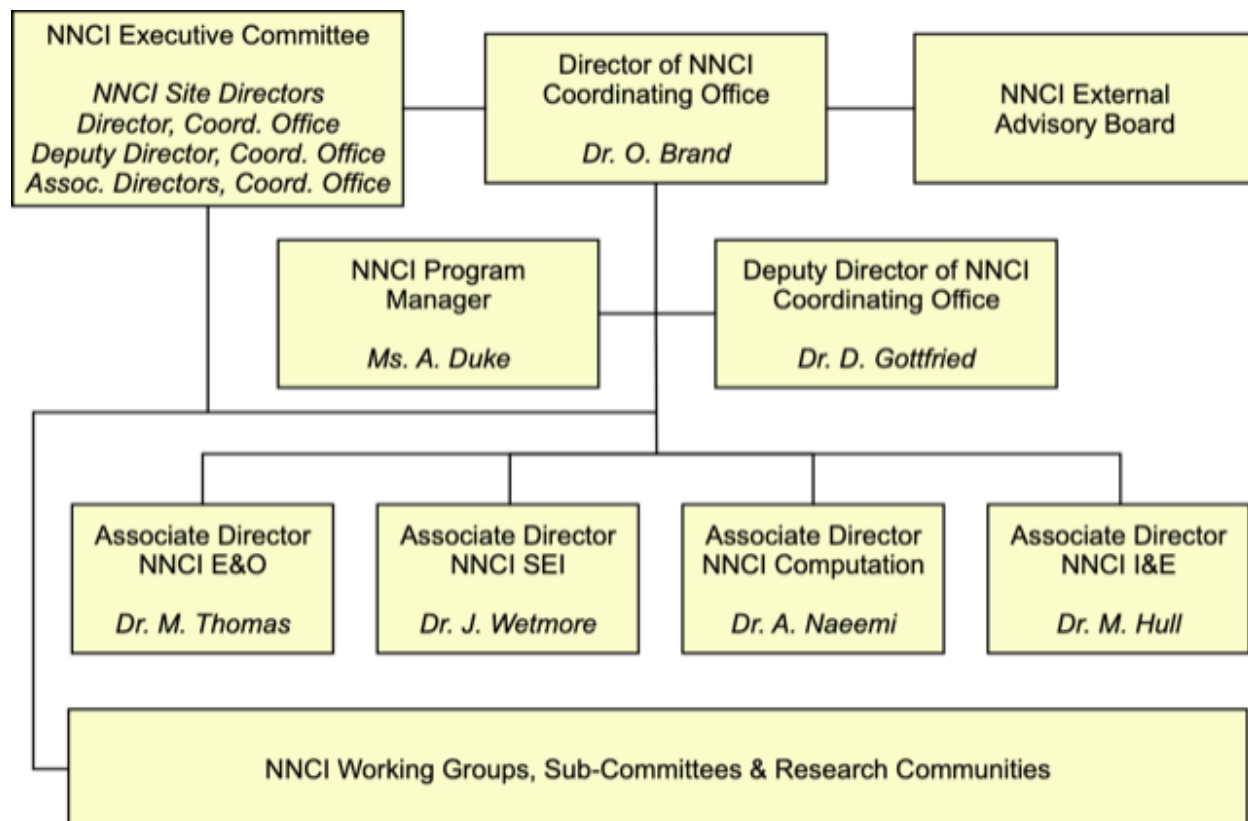 NNCI Executive Committee
NNCI Site Directors
Director, Coord. Office
Deputy Director, Coord. Office
Assoc. Directors, Coord. Office
Director of NNCI
Coordinating Office
Dr. O. Brand
NNCI External
Advisory Board
NNCI Program
Manager
Ms. A. Duke
Deputy Director of NNCI
Coordinating Office
Dr. D. Gottfried
Associate Director
NNCI E&O
Dr. M. Thomas
Associate Director
NNCI SEI
Dr. J. Wetmore
Associate Director
NNCI Computation
Dr. A. Naeemi
Associate Director
NNCI I&E
Dr. M. Hull
NNCI Working Groups, Sub-Committees & Research Communities